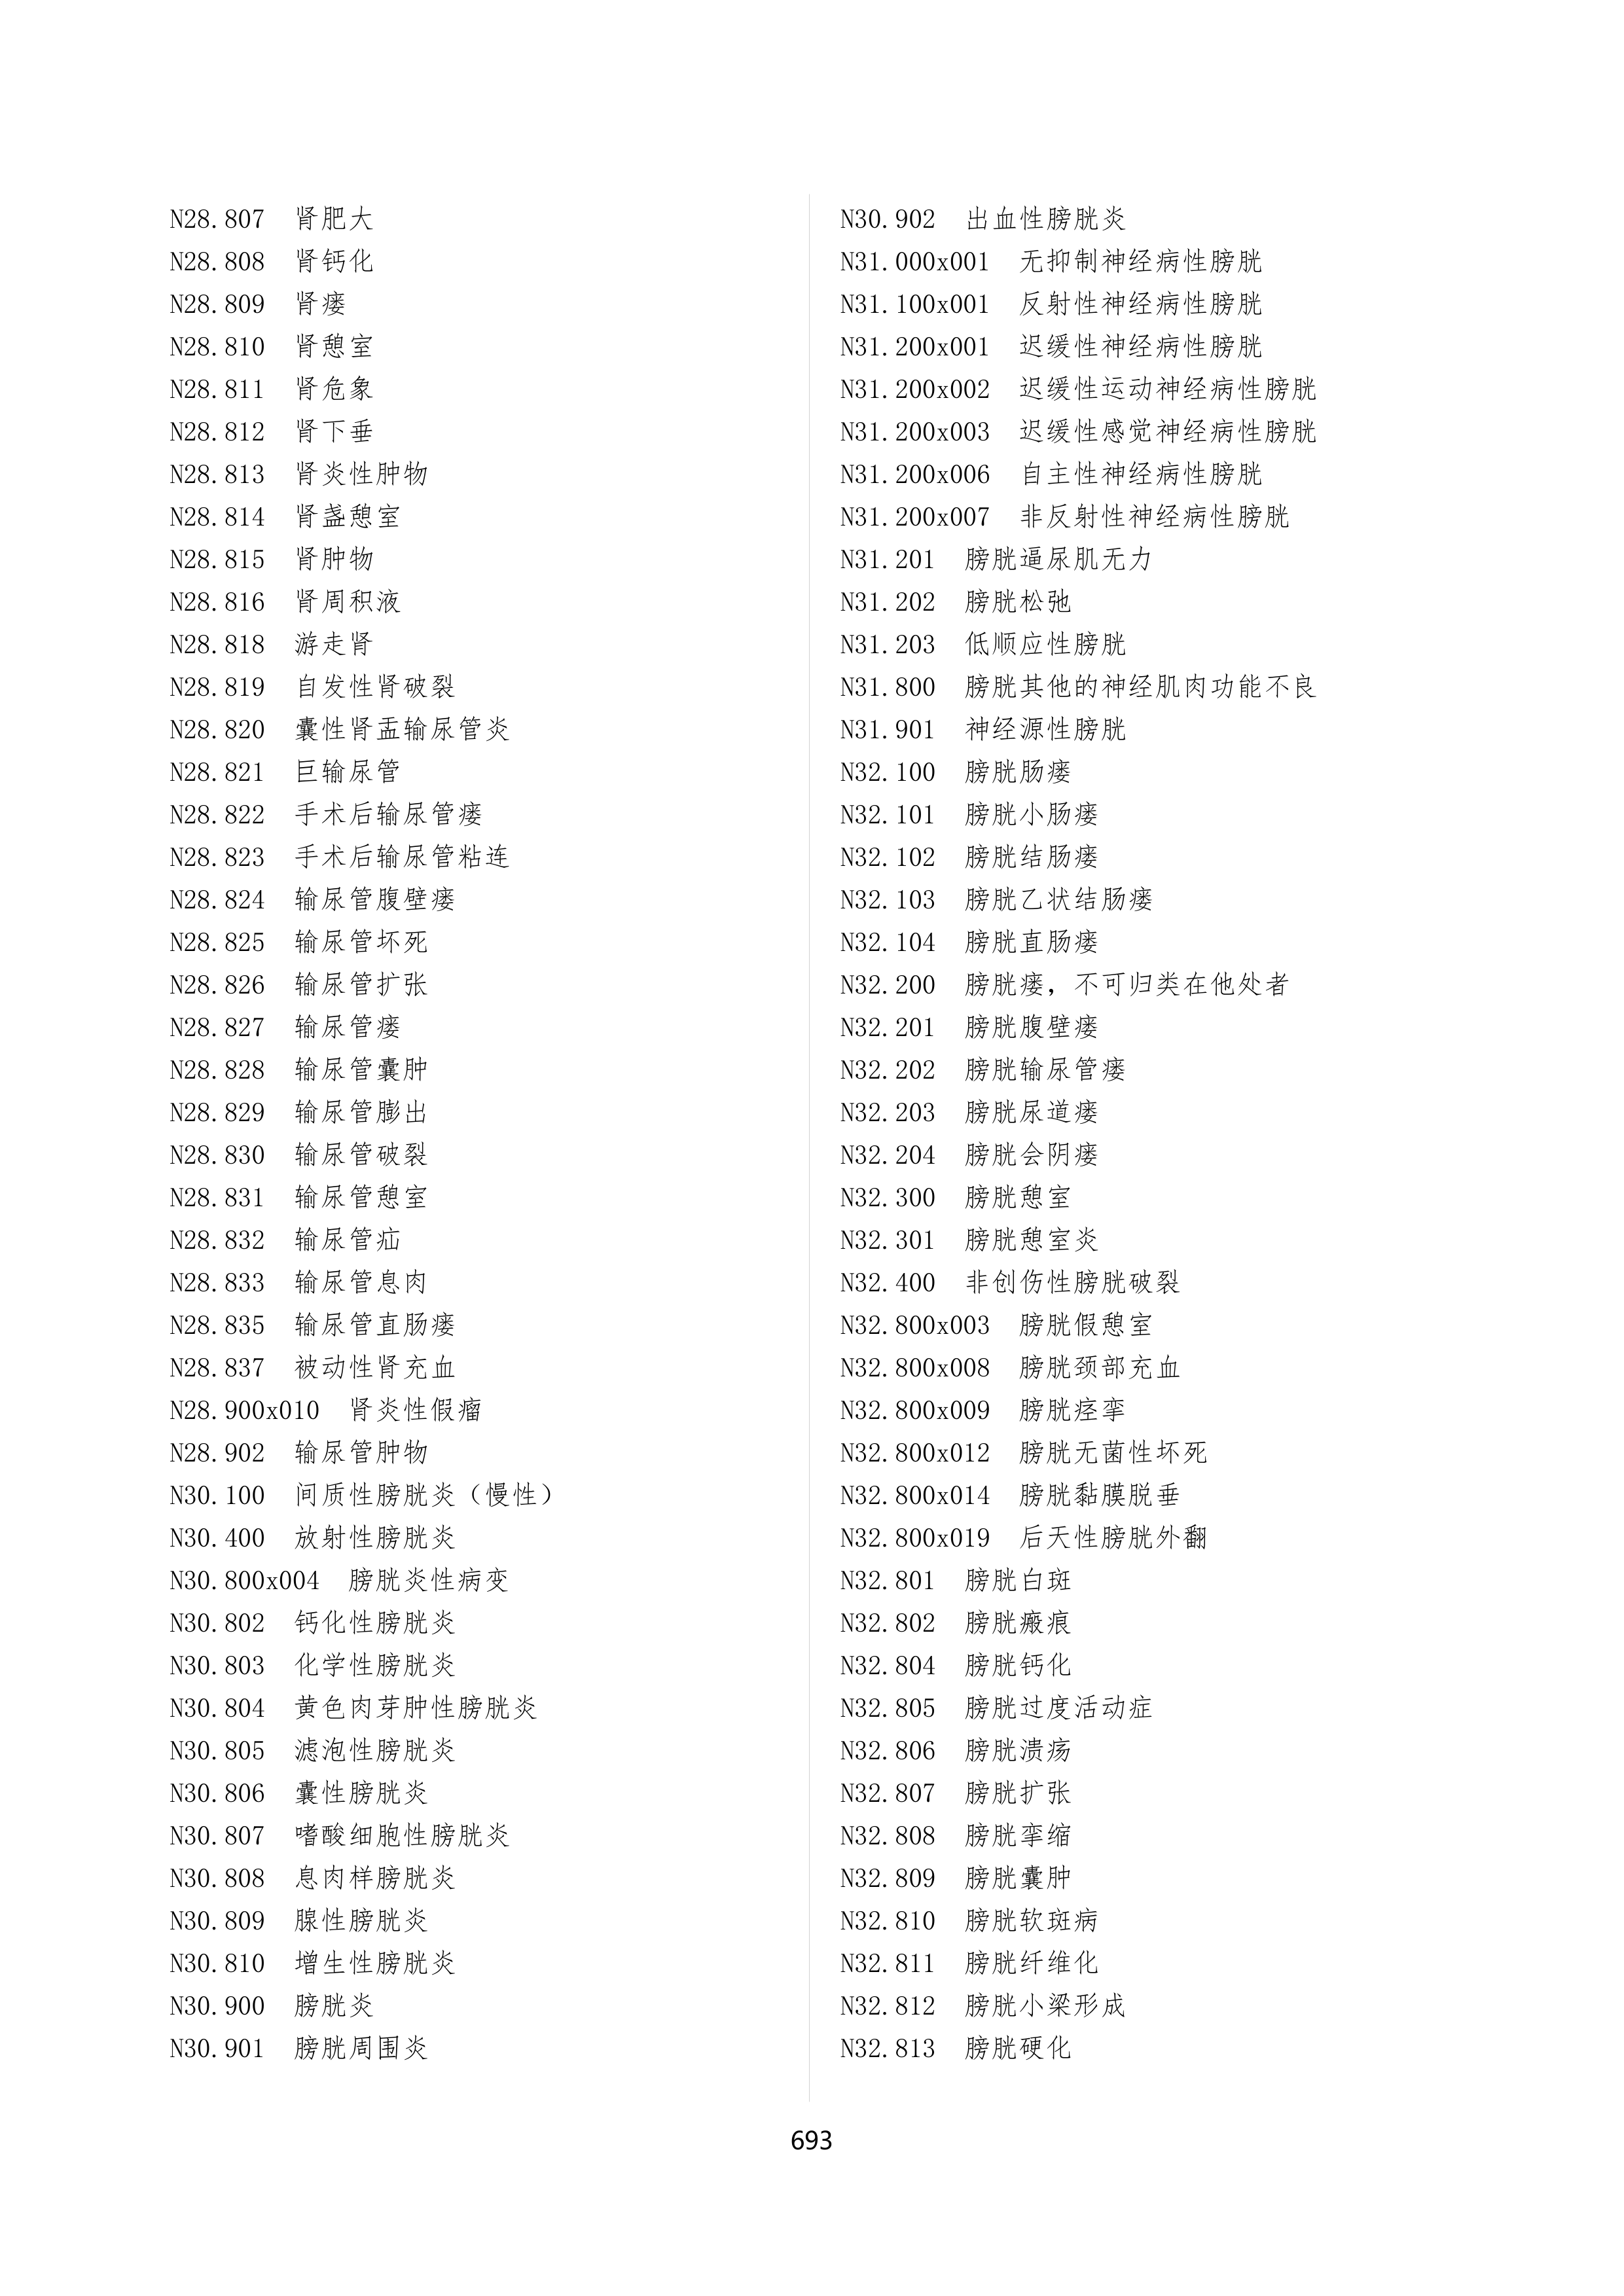 N28.807 肾肥大
N28.808 肾钙化
N28.809 肾瘘
N28.810 肾憩室
N28.811 肾危象
N28.812 肾下垂
N28.813 肾炎性肿物
N28.814 肾盏憩室
N28.815 肾肿物
N28.816 肾周积液
N28.818 游走肾
N28.819 自发性肾破裂
N28.820 囊性肾盂输尿管炎
N28.821 巨输尿管
N28.822 手术后输尿管瘘
N28.823 手术后输尿管粘连
N28.824 输尿管腹壁瘘
N28.825 输尿管坏死
N28.826 输尿管扩张
N28.827 输尿管瘘
N28.828 输尿管囊肿
N28.829 输尿管膨出
N28.830 输尿管破裂
N28.831 输尿管憩室
N28.832 输尿管疝
N28.833 输尿管息肉
N28.835 输尿管直肠瘘
N28.837 被动性肾充血
N28.900x010 肾炎性假瘤
N28.902 输尿管肿物
N30.100 间质性膀胱炎（慢性）
N30.400 放射性膀胱炎
N30.800x004 膀胱炎性病变
N30.802 钙化性膀胱炎
N30.803 化学性膀胱炎
N30.804 黄色肉芽肿性膀胱炎
N30.805 滤泡性膀胱炎
N30.806 囊性膀胱炎
N30.807 嗜酸细胞性膀胱炎
N30.808 息肉样膀胱炎
N30.809 腺性膀胱炎
N30.810 增生性膀胱炎
N30.900 膀胱炎
N30.901 膀胱周围炎
N30.902 出血性膀胱炎
N31.000x001 无抑制神经病性膀胱
N31.100x001 反射性神经病性膀胱
N31.200x001 迟缓性神经病性膀胱
N31.200x002 迟缓性运动神经病性膀胱
N31.200x003 迟缓性感觉神经病性膀胱
N31.200x006 自主性神经病性膀胱
N31.200x007 非反射性神经病性膀胱
N31.201 膀胱逼尿肌无力
N31.202 膀胱松弛
N31.203 低顺应性膀胱
N31.800 膀胱其他的神经肌肉功能不良
N31.901 神经源性膀胱
N32.100 膀胱肠瘘
N32.101 膀胱小肠瘘
N32.102 膀胱结肠瘘
N32.103 膀胱乙状结肠瘘
N32.104 膀胱直肠瘘
N32.200 膀胱瘘，不可归类在他处者
N32.201 膀胱腹壁瘘
N32.202 膀胱输尿管瘘
N32.203 膀胱尿道瘘
N32.204 膀胱会阴瘘
N32.300 膀胱憩室
N32.301 膀胱憩室炎
N32.400 非创伤性膀胱破裂
N32.800x003 膀胱假憩室
N32.800x008 膀胱颈部充血
N32.800x009 膀胱痉挛
N32.800x012 膀胱无菌性坏死
N32.800x014 膀胱黏膜脱垂
N32.800x019 后天性膀胱外翻
N32.801 膀胱白斑
N32.802 膀胱瘢痕
N32.804 膀胱钙化
N32.805 膀胱过度活动症
N32.806 膀胱溃疡
N32.807 膀胱扩张
N32.808 膀胱挛缩
N32.809 膀胱囊肿
N32.810 膀胱软斑病
N32.811 膀胱纤维化
N32.812 膀胱小梁形成
N32.813 膀胱硬化
693